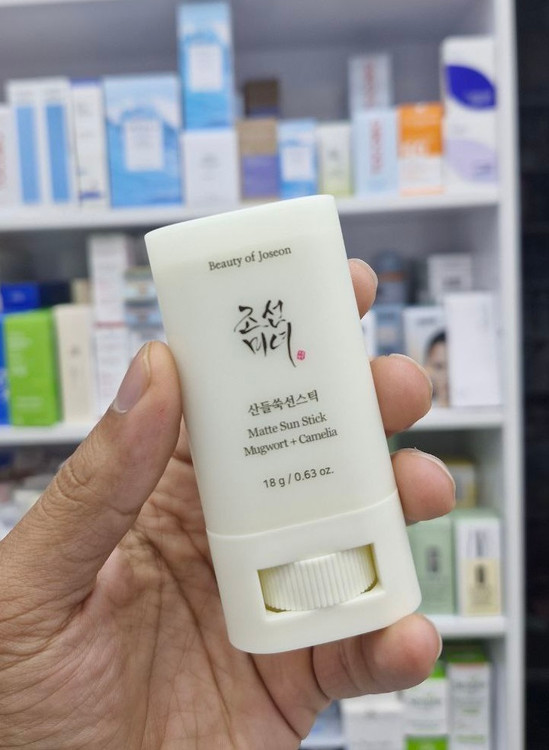 Beauty of Joseon
조선
미녀
산들쑥선스틱
Matte Sun Stick
Mugwort + Camelia
18 g / 0.63 oz.